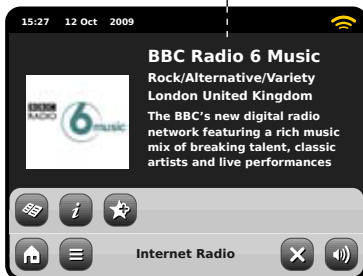 15:27 12 Oct 2009
BBC Radio 6 Music
Rock/Alternative/Variety
London United Kingdom
The BBC's new digital radio
network featuring a rich music
mix of breaking talent, classic
artists and live performances
BBC
RADIO
6
music
i
Internet Radio